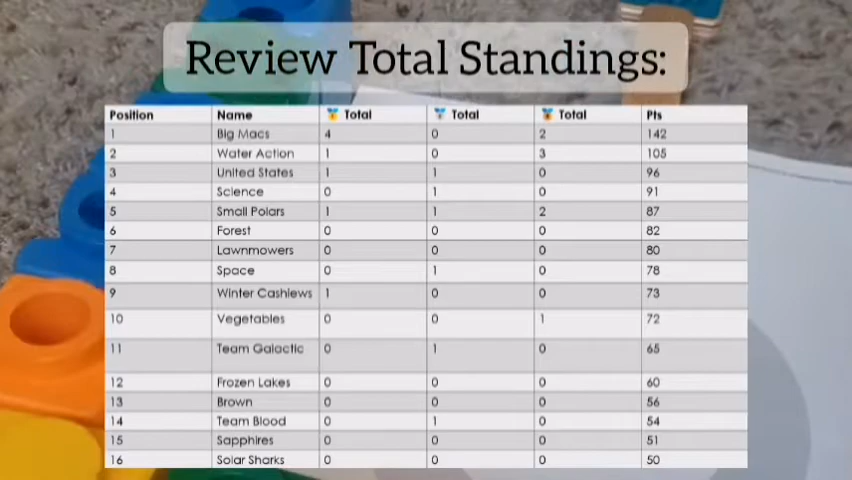 Review Total Standings:
Position Name 🥇 Total 🥈 Total 🥉 Total Pts
1 Big Macs 4 0 2 142
2 Water Action 1 0 3 105
3 United States 1 1 0 96
4 Science 0 1 0 91
5 Small Polars 1 1 2 87
6 Forest 0 0 0 82
7 Lawnmowers 0 0 0 80
8 Space 0 1 0 78
9 Winter Cashiews 1 0 0 73
10 Vegetables 0 0 1 72
11 Team Galactic 0 1 0 65
12 Frozen Lakes 0 0 0 60
13 Brown 0 0 0 56
14 Team Blood 0 1 0 54
15 Sapphires 0 0 0 51
16 Solar Sharks 0 0 0 50